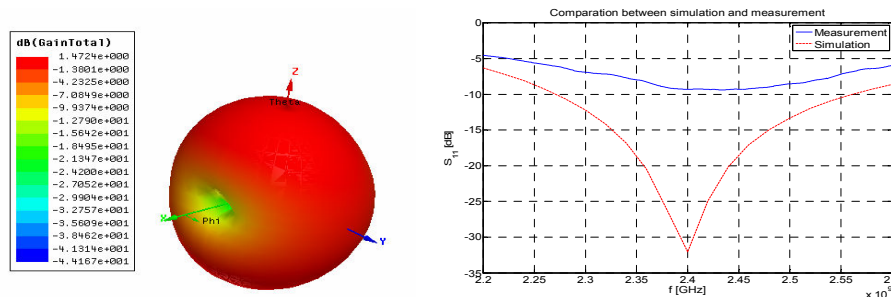 dB(GainTotal)
1.4724e+000
-1.3801e+000
-4.2325e+000
-7.0849e+000
-9.9374e+000
-1.2790e+001
-1.5642e+001
-1.8495e+001
-2.1347e+001
-2.4200e+001
-2.7052e+001
-2.9904e+001
-3.2757e+001
-3.5609e+001
-3.8462e+001
-4.1314e+001
-4.4167e+001
Z
Theta
X
Phi
Y
Comparation between simulation and measurement
Measurement
Simulation
0
-5
-10
-15
-20
-25
-30
-35
S11 [dB]
2.2 2.25 2.3 2.35 2.4 2.45 2.5 2.55
f [GHz]